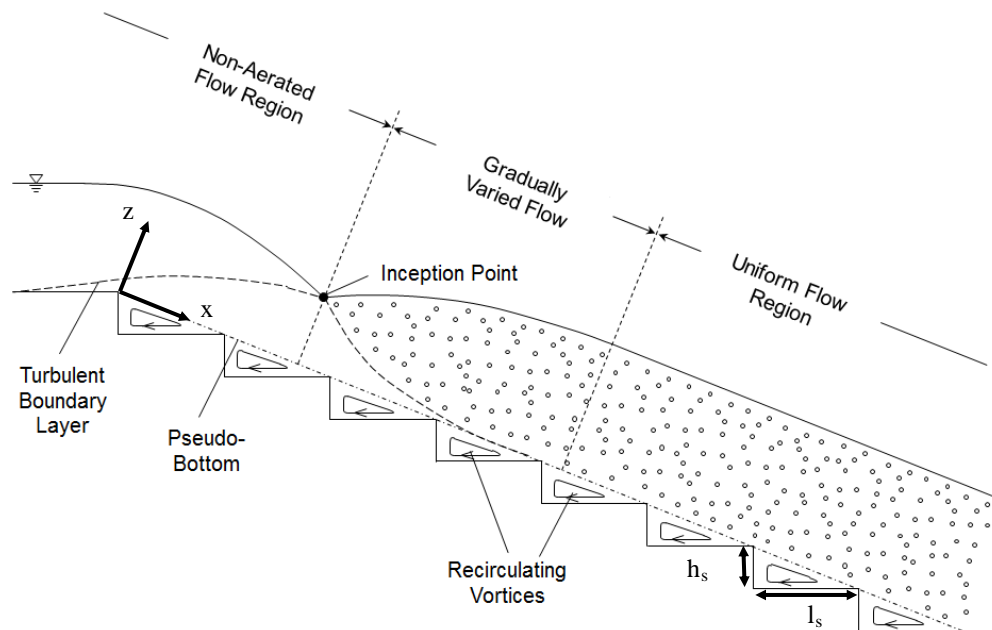 Non-Aerated
Flow Region
Gradually
Varied Flow
Uniform Flow
Region
z
x
Inception Point
Turbulent
Boundary
Layer
Pseudo-
Bottom
Recirculating
Vortices
hs
ls